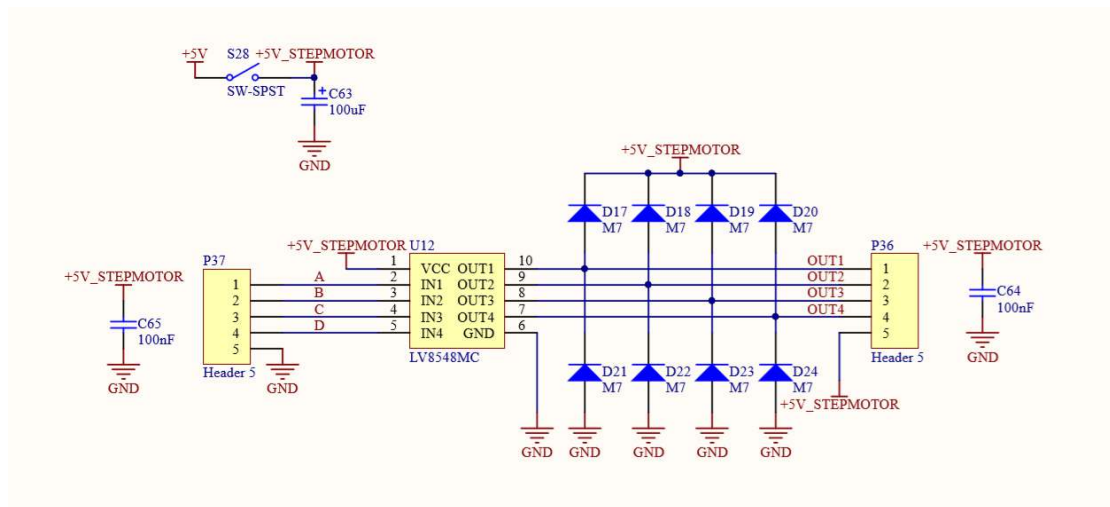 +5V S28 +5V_STEPMOTOR
SW-SPST
+ C63
100uF
GND
+5V_STEPMOTOR
D17 D18 D19 D20
M7 M7 M7 M7
+5V_STEPMOTOR U12
P37
P36 +5V_STEPMOTOR
+5V_STEPMOTOR
1 VCC OUT1 10 OUT1 1
1 A 2 IN1 OUT2 9 OUT2 2
2 B 3 IN2 OUT3 8 OUT3 3
3 C 4 IN3 OUT4 7 OUT4 4
4 D 5 IN4 GND 6 5
5
C64
100nF
C65
100nF
LV8548MC
Header 5
Header 5
GND
GND
GND
D21 D22 D23 D24
M7 M7 M7 M7
+5V_STEPMOTOR
GND GND GND GND GND